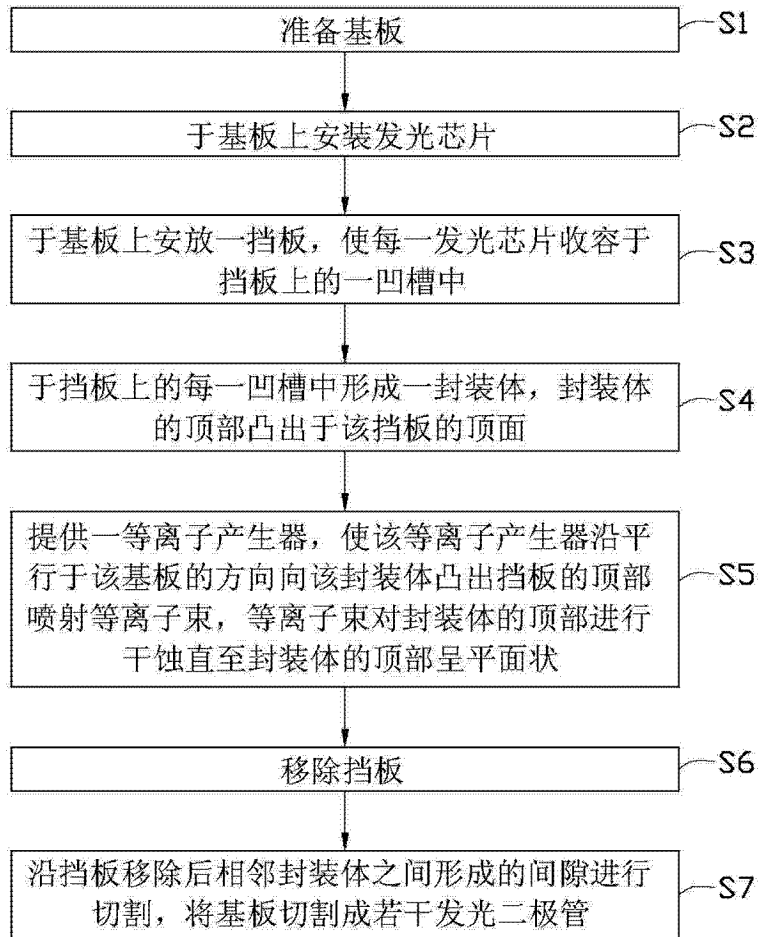 准备基板
S1
于基板上安装发光芯片
S2
于基板上安放一挡板，使每一发光芯片收容于
挡板上的一凹槽中
S3
于挡板上的每一凹槽中形成一封装体，封装体
的顶部凸出于该挡板的顶面
S4
提供一等离子产生器，使该等离子产生器沿平
行于该基板的方向向该封装体凸出挡板的顶部
喷射等离子束，等离子束对封装体的顶部进行
干蚀直至封装体的顶部呈平面状
S5
移除挡板
S6
沿挡板移除后相邻封装体之间形成的间隙进行
切割，将基板切割成若干发光二极管
S7